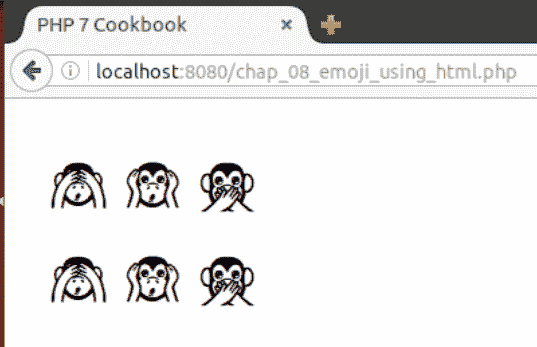 PHP 7 Cookbook
localhost:8080/chap_08_emoji_using_html.php
🙈 🙉 🙊
🙈 🙉 🙊